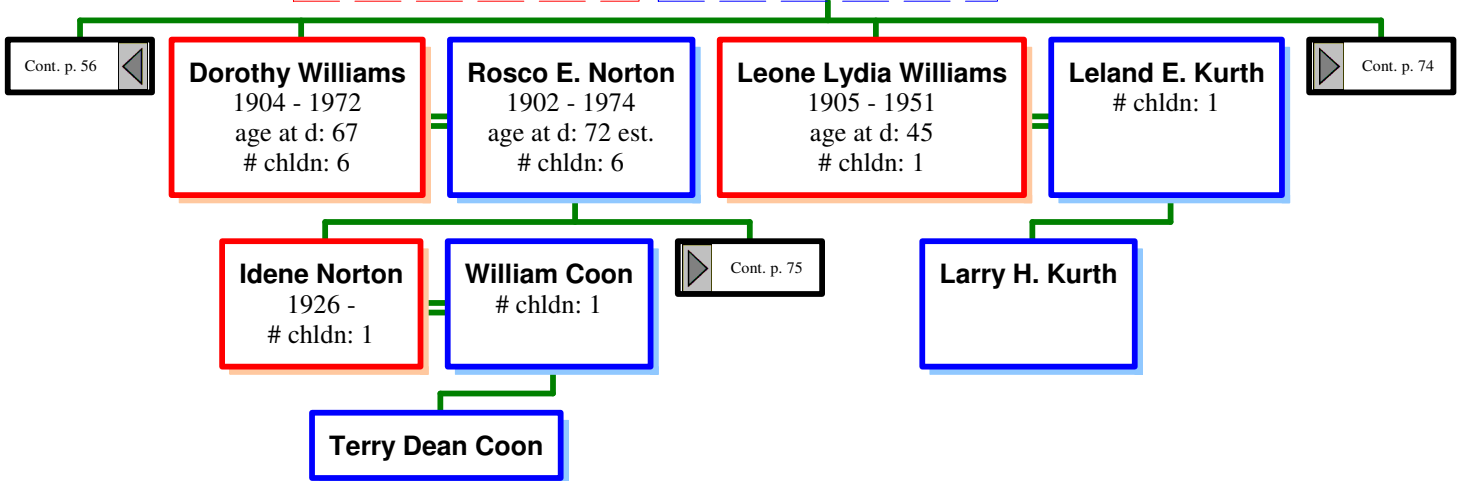 Cont. p. 56
Dorothy Williams
1904 - 1972
age at d: 67
# chldn: 6
Rosco E. Norton
1902 - 1974
age at d: 72 est.
# chldn: 6
Leone Lydia Williams
1905 - 1951
age at d: 45
# chldn: 1
Leland E. Kurth
# chldn: 1
Cont. p. 74
Idene Norton
1926 -
# chldn: 1
William Coon
# chldn: 1
Cont. p. 75
Larry H. Kurth
Terry Dean Coon